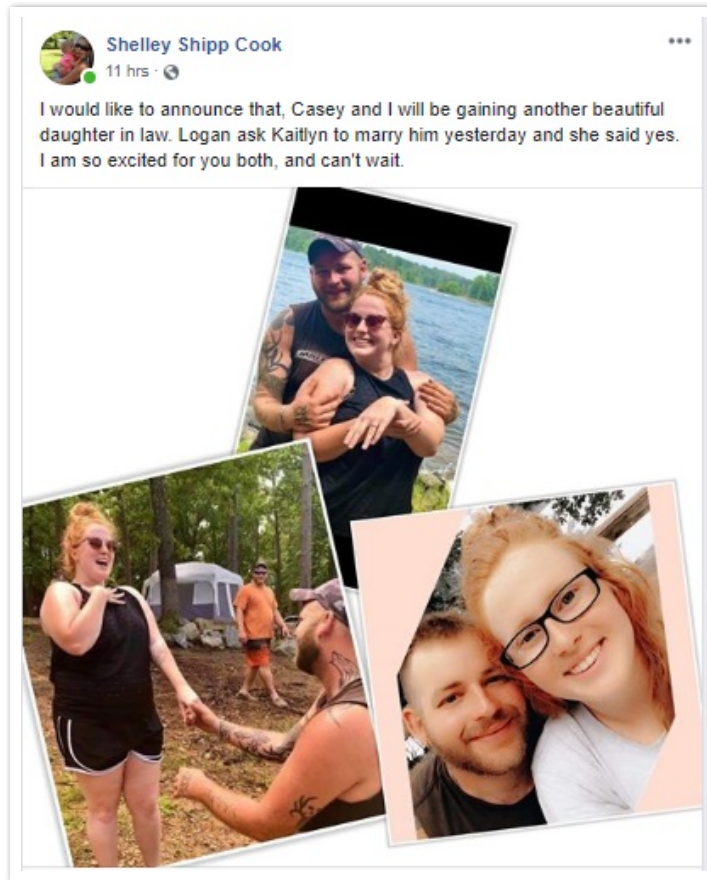 Shelley Shipp Cook
11 hrs ·
I would like to announce that, Casey and I will be gaining another beautiful
daughter in law. Logan ask Kaitlyn to marry him yesterday and she said yes.
I am so excited for you both, and can't wait.